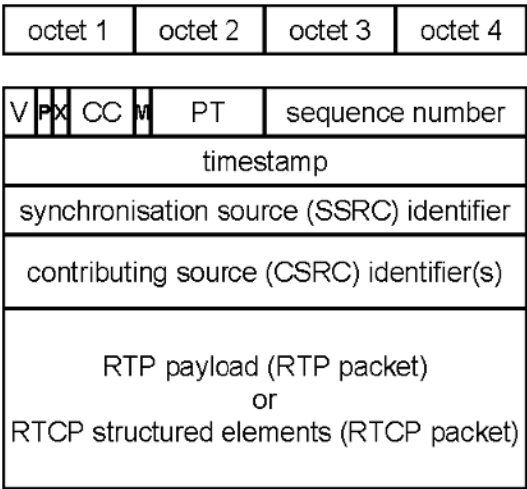 octet 1 octet 2 octet 3 octet 4
V P X CC M PT sequence number
timestamp
synchronisation source (SSRC) identifier
contributing source (CSRC) identifier(s)
RTP payload (RTP packet)
or
RTCP structured elements (RTCP packet)